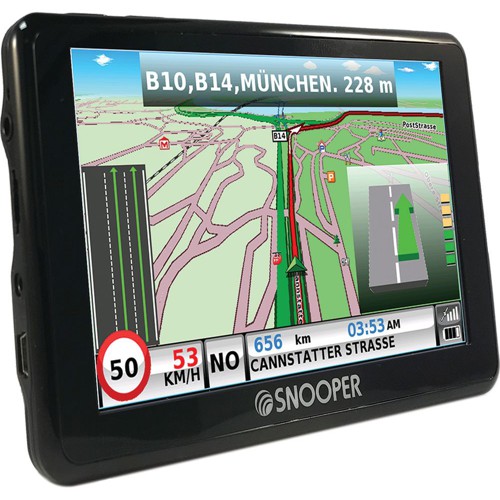 B10,B14,MÜNCHEN. 228 m
PostStrasse
B14
M
P
50
53
KM/H
NO
656 km
03:53 AM
CANNSTATTER STRASSE
SNOOPER